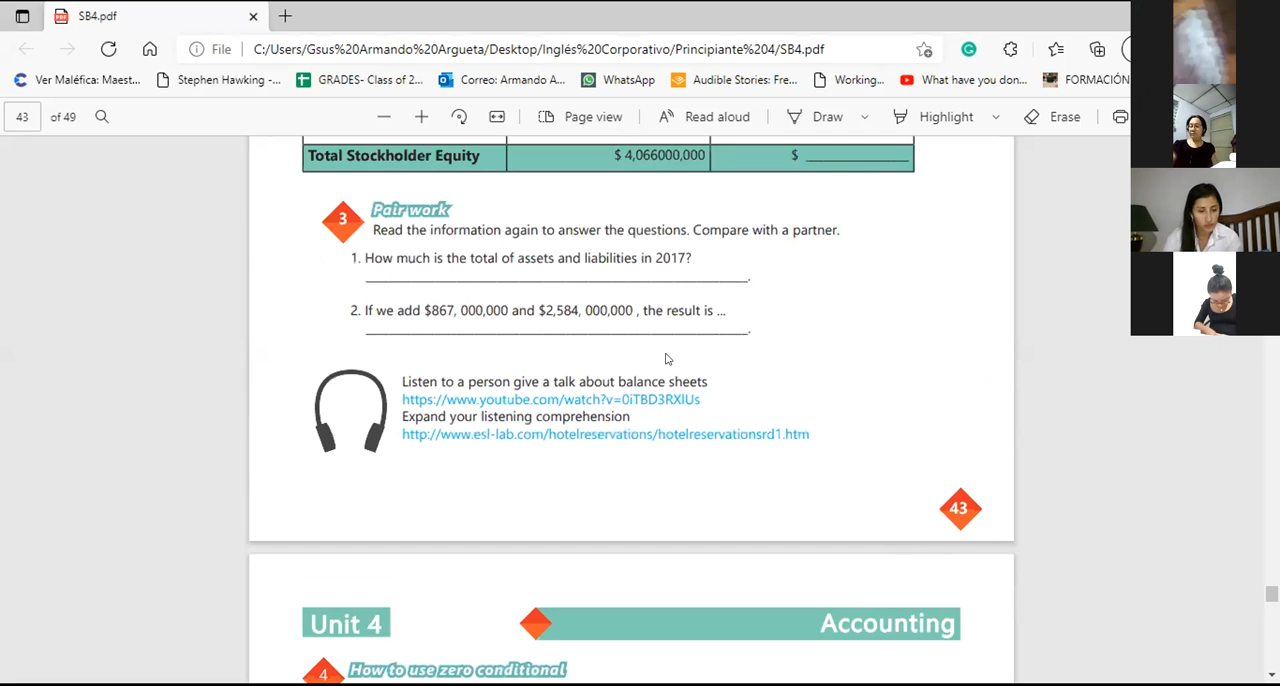 SB4.pdf
File C:/Users/Gsus%20Armando%20Argueta/Desktop/Inglés%20Corporativo/Principiante%204/SB4.pdf
Ver Maléfica: Maest... Stephen Hawking -... GRADES- Class of 2... Correo: Armando A... WhatsApp Audible Stories: Fre... Working... What have you don... FORMACIÓN
43 of 49 Page view Read aloud Draw Highlight Erase
Total Stockholder Equity $ 4,066000,000 $ ____________
3 Pair work
Read the information again to answer the questions. Compare with a partner.
1. How much is the total of assets and liabilities in 2017?
_______________________________________________.
2. If we add $867, 000,000 and $2,584, 000,000 , the result is ...
_______________________________________________.
Listen to a person give a talk about balance sheets
https://www.youtube.com/watch?v=0iTBD3RXIUs
Expand your listening comprehension
http://www.esl-lab.com/hotelreservations/hotelreservationsrd1.htm
43
Unit 4 Accounting
4 How to use zero conditional